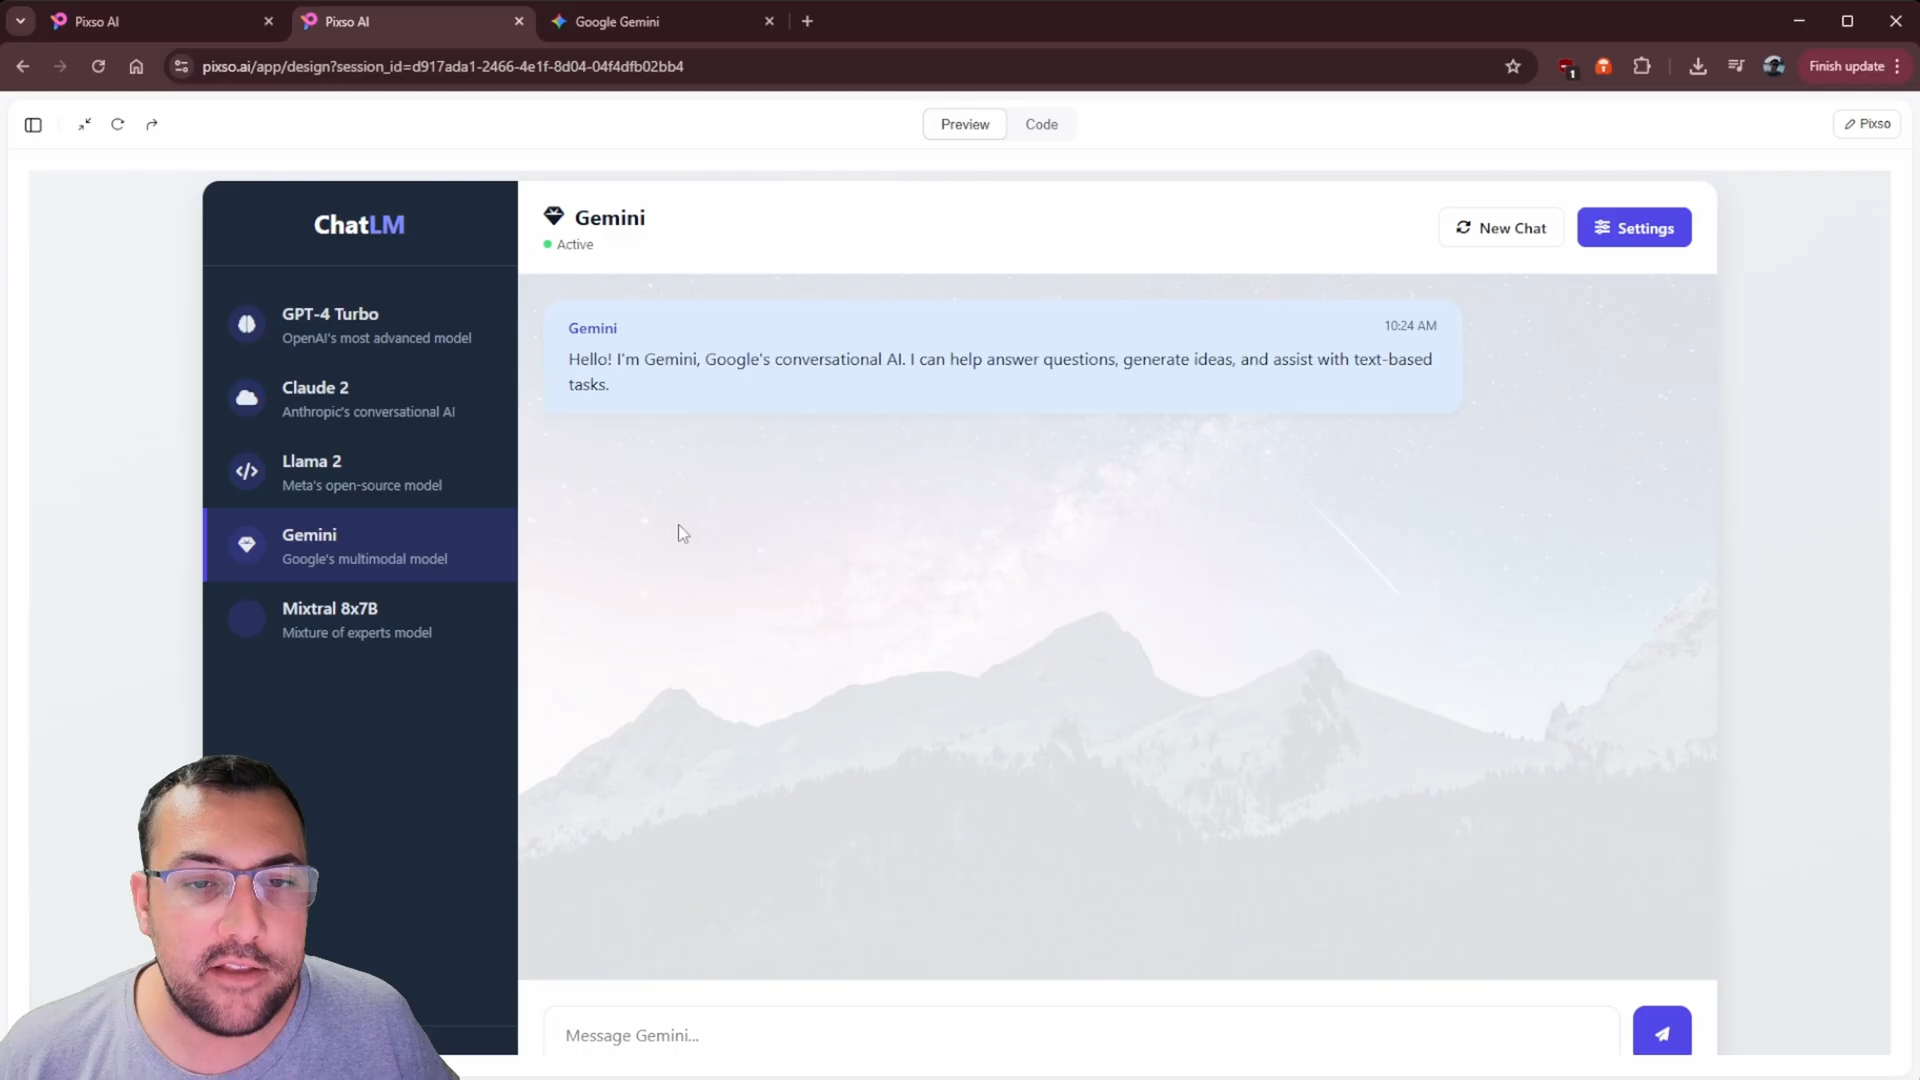 Pixso AI
Pixso AI
Google Gemini
pixso.ai/app/design?session_id=d917ada1-2466-4e1f-8d04-04f4dfb02bb4
1
Finish update
Preview
Code
Pixso
ChatLM
GPT-4 Turbo
OpenAI's most advanced model
Claude 2
Anthropic's conversational AI
Llama 2
Meta's open-source model
Gemini
Google's multimodal model
Mixtral 8x7B
Mixture of experts model
Gemini
Active
New Chat
Settings
Gemini
10:24 AM
Hello! I'm Gemini, Google's conversational AI. I can help answer questions, generate ideas, and assist with text-based
tasks.
Message Gemini...